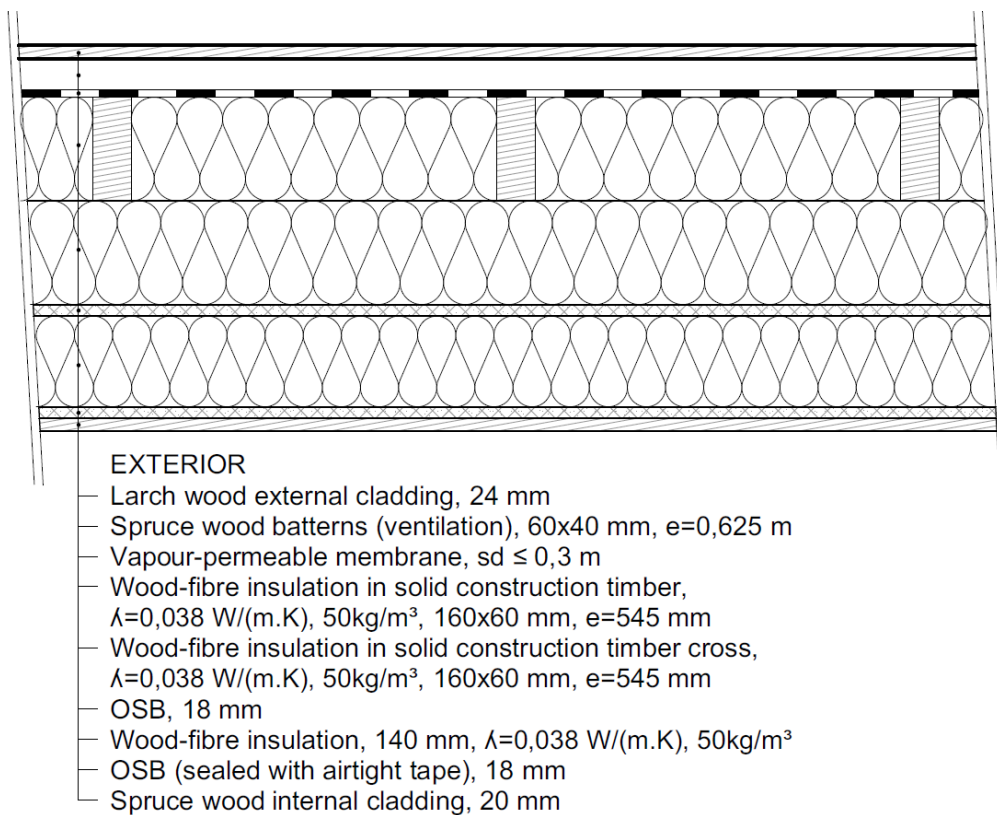 EXTERIOR
Larch wood external cladding, 24 mm
Spruce wood batterns (ventilation), 60x40 mm, e=0,625 m
Vapour-permeable membrane, sd ≤ 0,3 m
Wood-fibre insulation in solid construction timber,
ʎ=0,038 W/(m.K), 50kg/m³, 160x60 mm, e=545 mm
Wood-fibre insulation in solid construction timber cross,
ʎ=0,038 W/(m.K), 50kg/m³, 160x60 mm, e=545 mm
OSB, 18 mm
Wood-fibre insulation, 140 mm, ʎ=0,038 W/(m.K), 50kg/m³
OSB (sealed with airtight tape), 18 mm
Spruce wood internal cladding, 20 mm